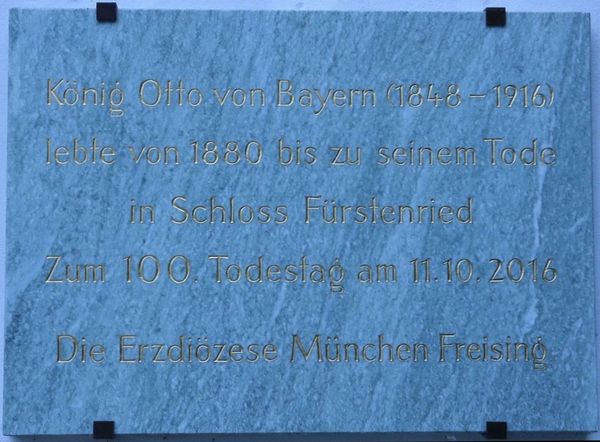 König Otto von Bayern (1848 – 1916)
lebte von 1880 bis zu seinem Tode
in Schloss Fürstenried
Zum 100. Todestag am 11.10.2016
Die Erzdiözese München Freising